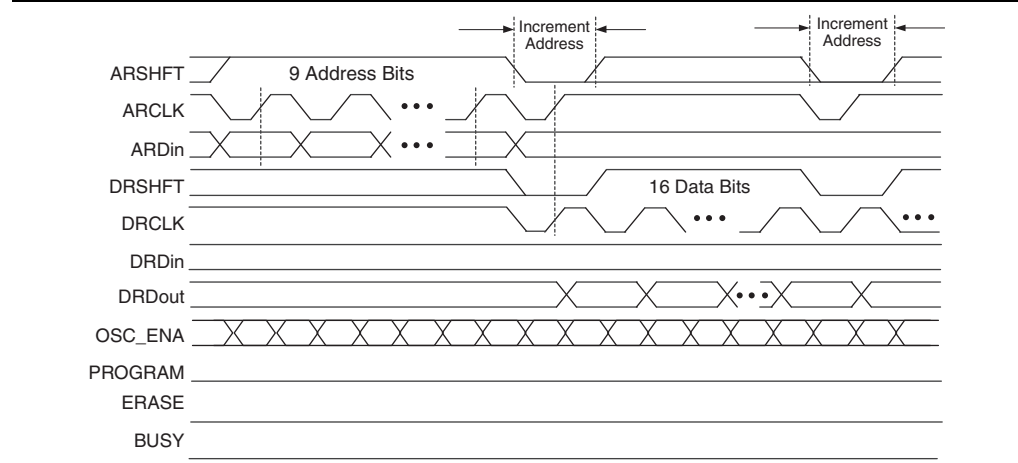 Increment
Address
Increment
Address
ARSHFT
9 Address Bits
ARCLK
ARDin
DRSHFT
16 Data Bits
DRCLK
DRDin
DRDout
OSC_ENA
PROGRAM
ERASE
BUSY